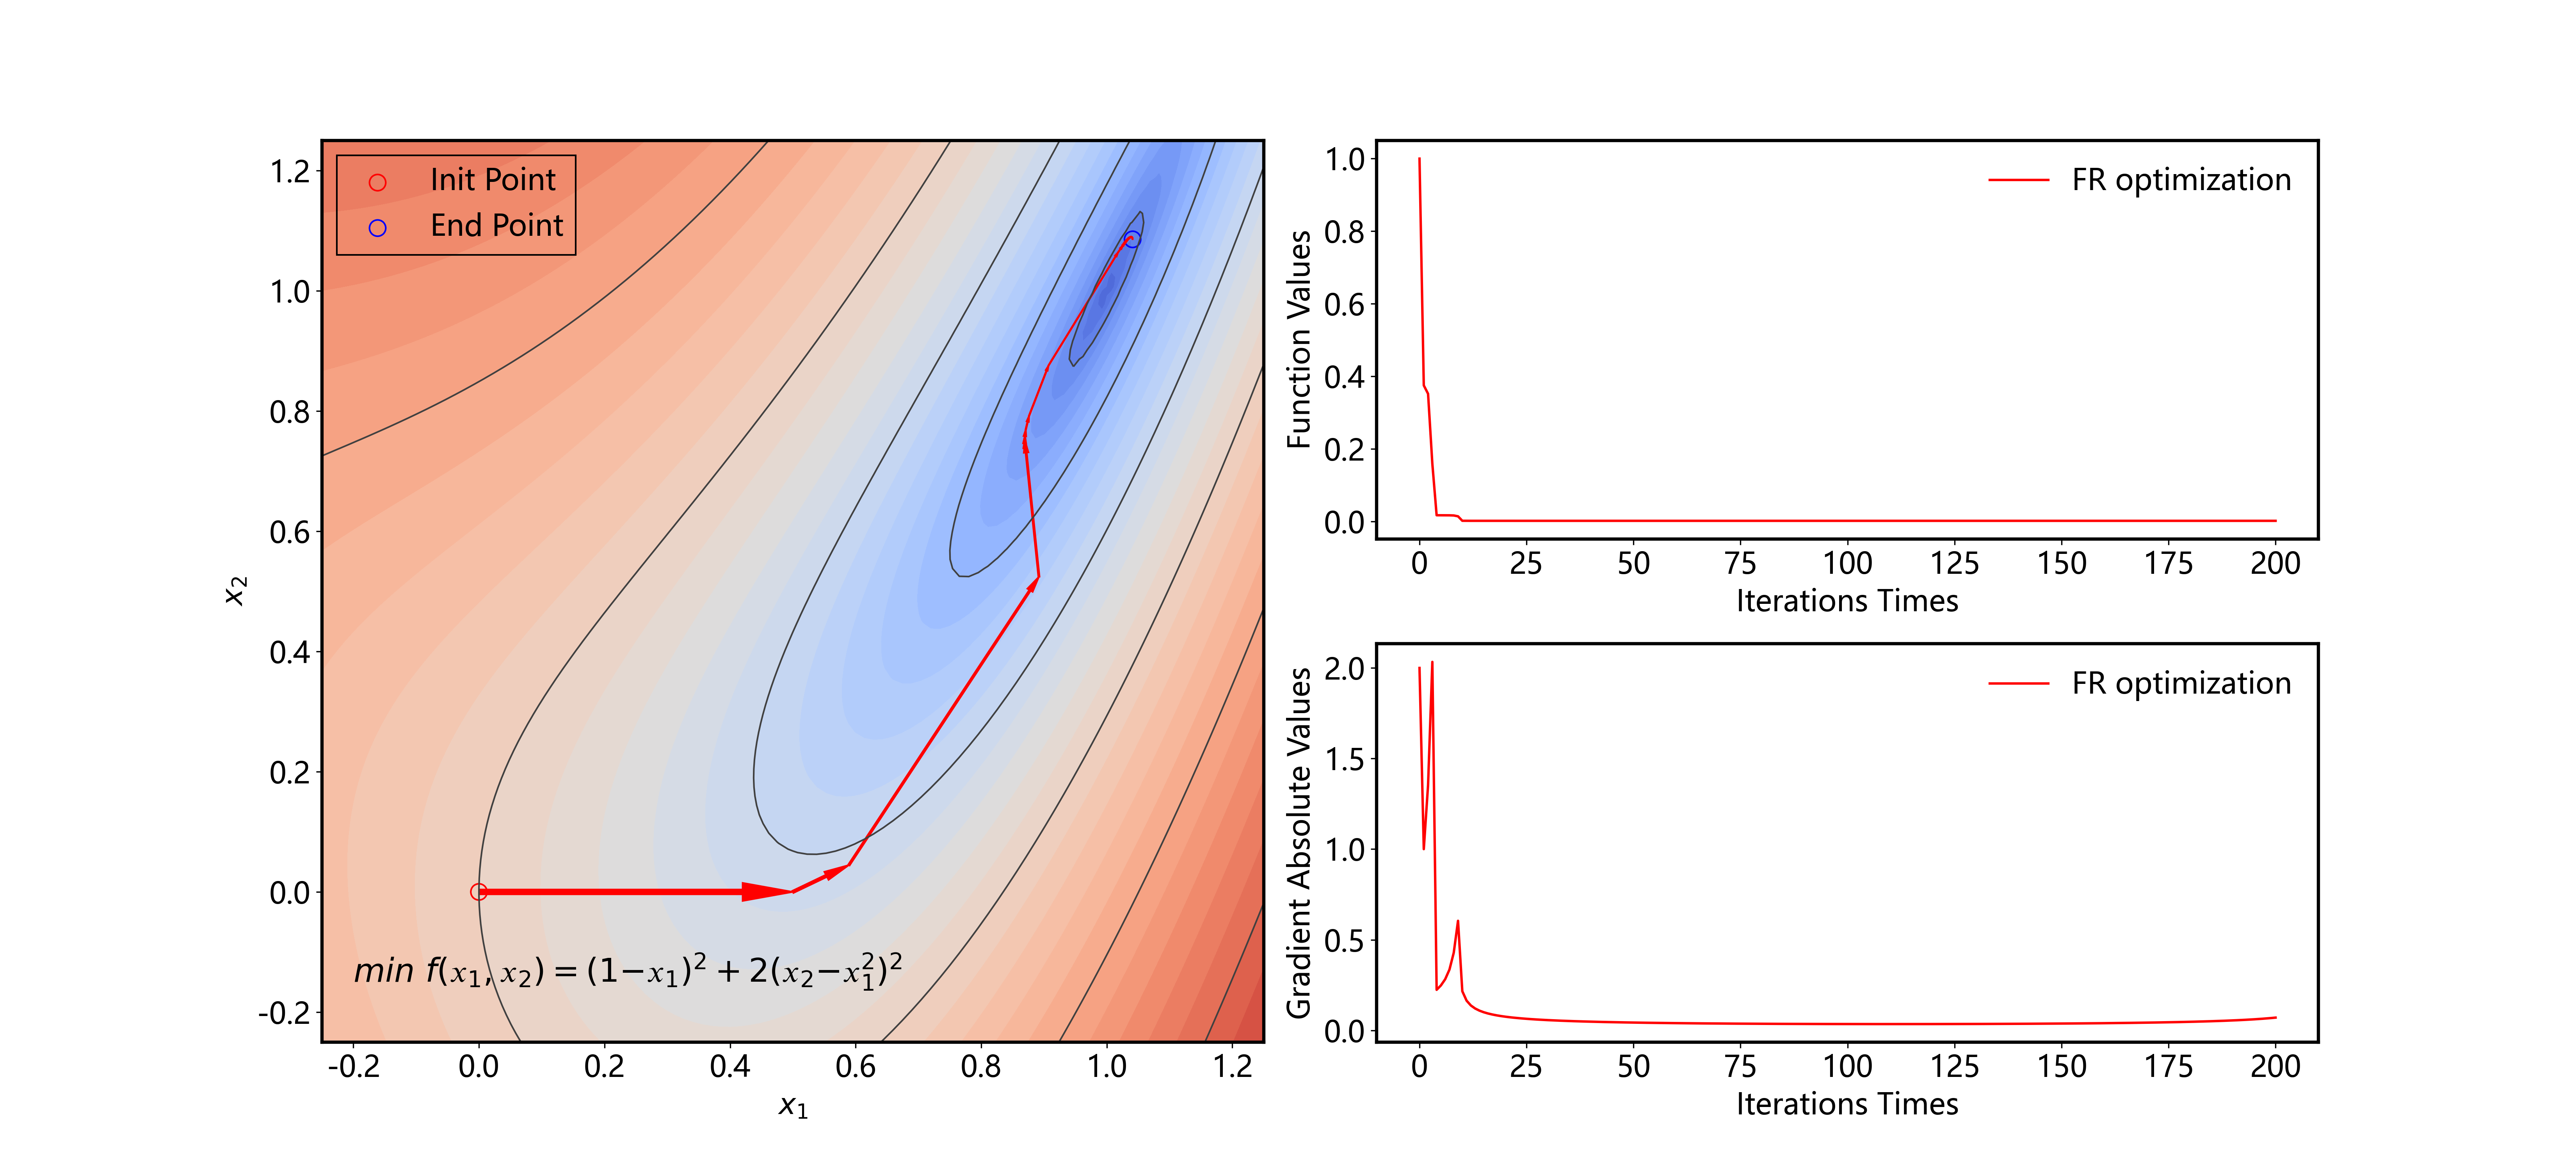 Init Point
End Point
1.2
1.0
0.8
0.6
0.4
0.2
0.0
-0.2
x₂
min f(x₁, x₂) = (1−x₁)² + 2(x₂−x₁²)²
-0.2 0.0 0.2 0.4 0.6 0.8 1.0 1.2
x₁
FR optimization
1.0
0.8
0.6
0.4
0.2
0.0
Function Values
0 25 50 75 100 125 150 175 200
Iterations Times
FR optimization
2.0
1.5
1.0
0.5
0.0
Gradient Absolute Values
0 25 50 75 100 125 150 175 200
Iterations Times